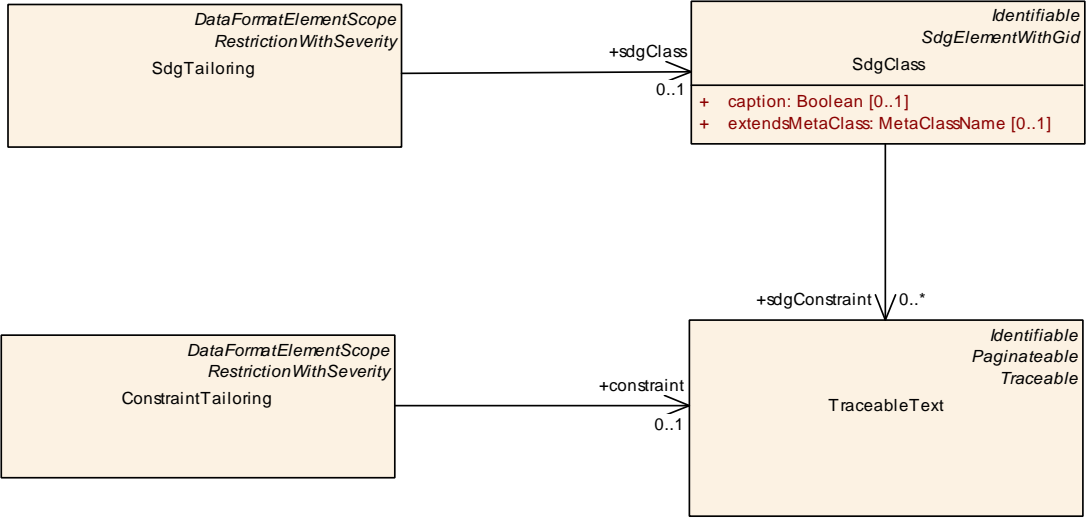 DataFormatElementScope
RestrictionWithSeverity
SdgTailoring
+sdgClass
0..1
Identifiable
SdgElementWithGid
SdgClass
+ caption: Boolean [0..1]
+ extendsMetaClass: MetaClassName [0..1]
+sdgConstraint
0..*
DataFormatElementScope
RestrictionWithSeverity
ConstraintTailoring
+constraint
0..1
Identifiable
Paginateable
Traceable
TraceableText